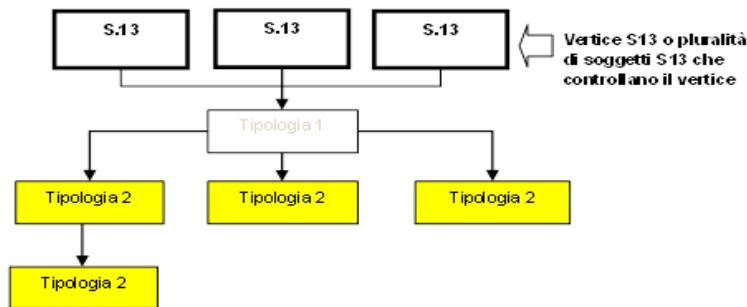 S.13
S.13
S.13
Vertice S13 o pluralità
di soggetti S13 che
controllano il vertice
Tipologia 1
Tipologia 2
Tipologia 2
Tipologia 2
Tipologia 2